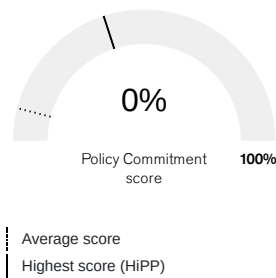 0%
Policy Commitment 100%
score
Average score
Highest score (HiPP)